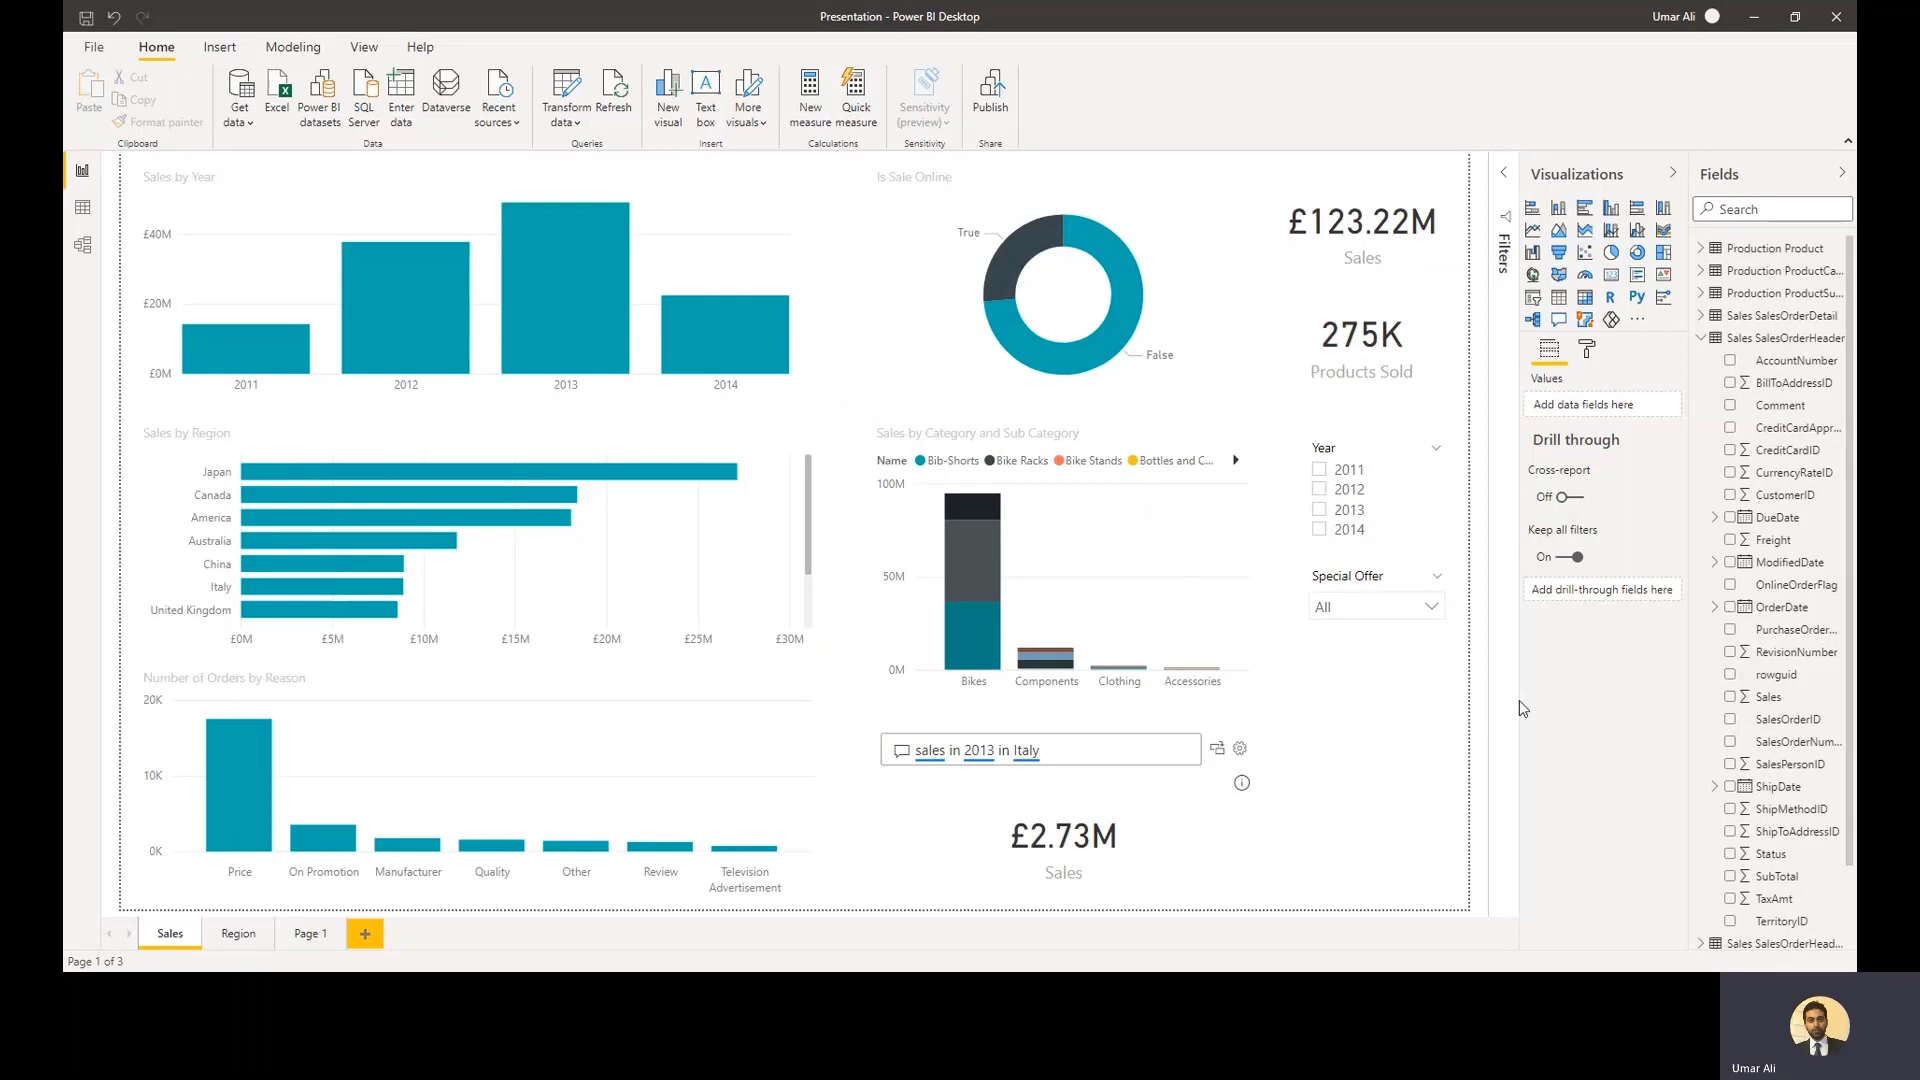 Presentation - Power BI Desktop
Umar Ali
File Home Insert Modeling View Help
Paste
Cut
Copy
Format painter
Clipboard
Get data
Excel
Power BI datasets
SQL Server
Enter data
Dataverse
Recent sources
Data
Transform data
Refresh
Queries
New visual
Text box
More visuals
Insert
New measure
Quick measure
Calculations
Sensitivity (preview)
Sensitivity
Publish
Share
Sales by Year
£40M
£20M
£0M
2011 2012 2013 2014
Is Sale Online
True
False
£123.22M
Sales
275K
Products Sold
Sales by Region
Japan
Canada
America
Australia
China
Italy
United Kingdom
£0M £5M £10M £15M £20M £25M £30M
Sales by Category and Sub Category
Name Bib-Shorts Bike Racks Bike Stands Bottles and C...
100M
50M
0M
Bikes Components Clothing Accessories
Year
2011
2012
2013
2014
Special Offer
All
Number of Orders by Reason
20K
10K
0K
Price On Promotion Manufacturer Quality Other Review Television
Advertisement
sales in 2013 in Italy
£2.73M
Sales
Filters
Visualizations
R Py
Values
Add data fields here
Drill through
Cross-report
Off
Keep all filters
On
Add drill-through fields here
Fields
Search
Production Product
Production ProductCa...
Production ProductSu...
Sales SalesOrderDetail
Sales SalesOrderHeader
AccountNumber
BillToAddressID
Comment
CreditCardAppr...
CreditCardID
CurrencyRateID
CustomerID
DueDate
Freight
ModifiedDate
OnlineOrderFlag
OrderDate
PurchaseOrder...
RevisionNumber
rowguid
Sales
SalesOrderID
SalesOrderNum...
SalesPersonID
ShipDate
ShipMethodID
ShipToAddressID
Status
SubTotal
TaxAmt
TerritoryID
Sales SalesOrderHead...
Sales Region Page 1
Page 1 of 3
Umar Ali